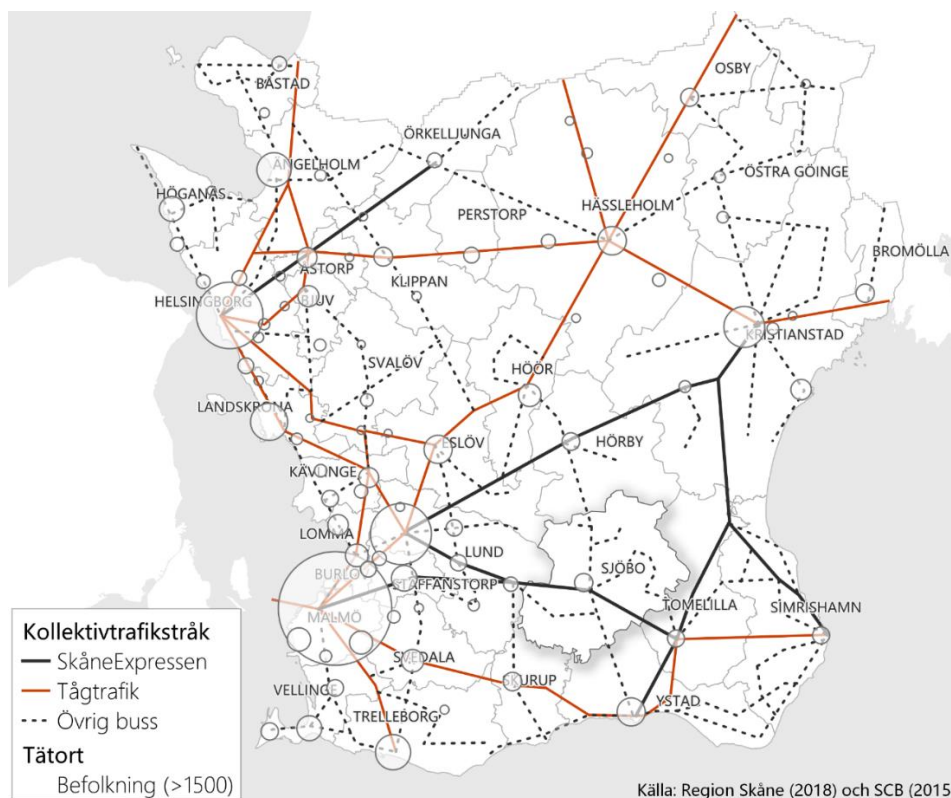 OSBY
BÅSTAD
ÖRKELLJUNGA
ÄNGELHOLM
ÖSTRA GÖINGE
HÖGANÄS
HÄSSLEHOLM
PERSTORP
BROMÖLLA
ÅSTORP
KLIPPAN
HELSINGBORG
BJUV
KRISTIANSTAD
SVALÖV
HÖÖR
LANDSKRONA
HÖRBY
ESLÖV
KÄVLINGE
LOMMA
LUND
SJÖBO
BURLÖ
STAFFANSTORP
TOMELILLA
SIMRISHAMN
MALMÖ
SVEDALA
SKURUP
VELLINGE
YSTAD
TRELLEBORG
Kollektivtrafikstråk
SkåneExpressen
Tågtrafik
Övrig buss
Tätort
Befolkning (>1500)
Källa: Region Skåne (2018) och SCB (2015